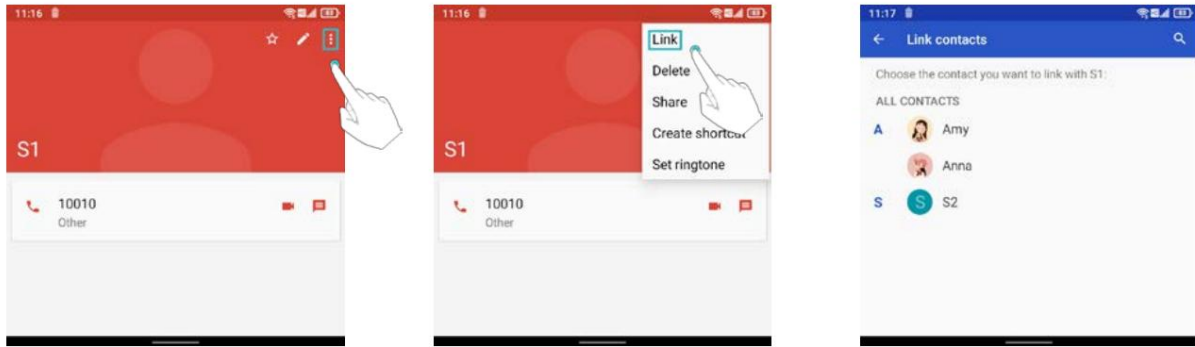 11:16
S1
10010
Other
11:16
Link
Delete
Share
Create shortcut
Set ringtone
S1
10010
Other
11:17
Link contacts
Choose the contact you want to link with S1:
ALL CONTACTS
A
Amy
Anna
S
S
S2